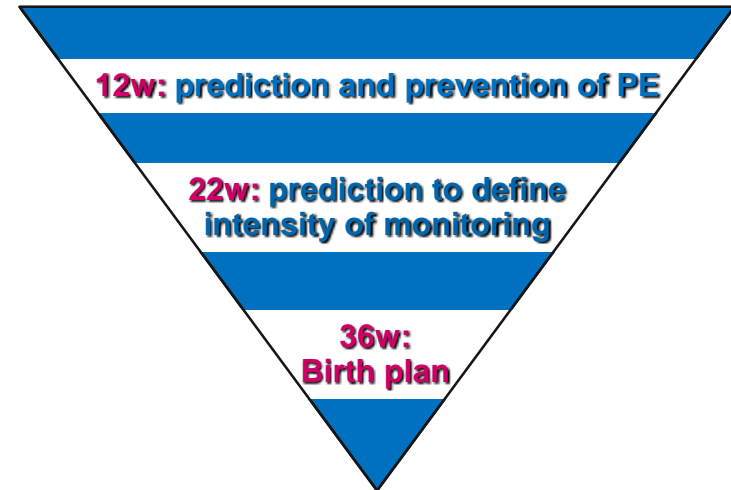 12w: prediction and prevention of PE
22w: prediction to define
intensity of monitoring
36w:
Birth plan